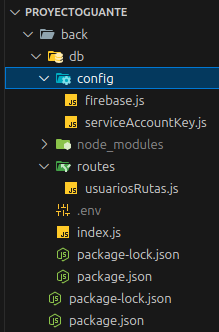 PROYECTOGUANTE
back
db
config
firebase.js
serviceAccountKey.js
node_modules
routes
usuariosRutas.js
.env
index.js
package-lock.json
package.json
package-lock.json
package.json